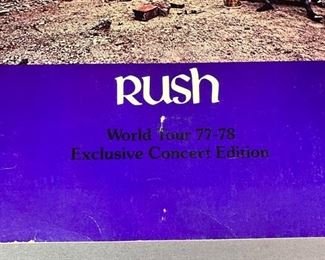 Rush
World Tour 77-78
Exclusive Concert Edition